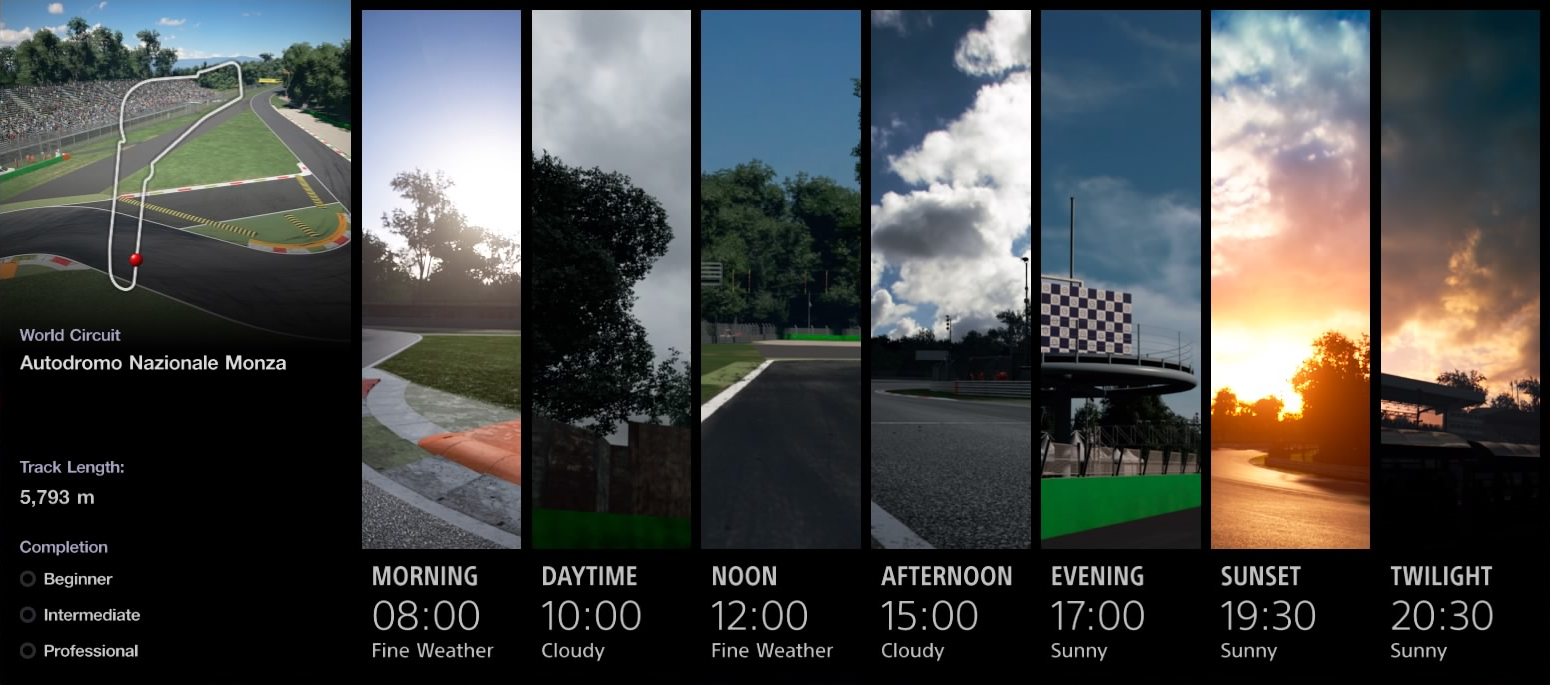 World Circuit
Autodromo Nazionale Monza
Track Length:
5,793 m
Completion
Beginner
Intermediate
Professional
MORNING
08:00
Fine Weather
DAYTIME
10:00
Cloudy
NOON
12:00
Fine Weather
AFTERNOON
15:00
Cloudy
EVENING
17:00
Sunny
SUNSET
19:30
Sunny
TWILIGHT
20:30
Sunny